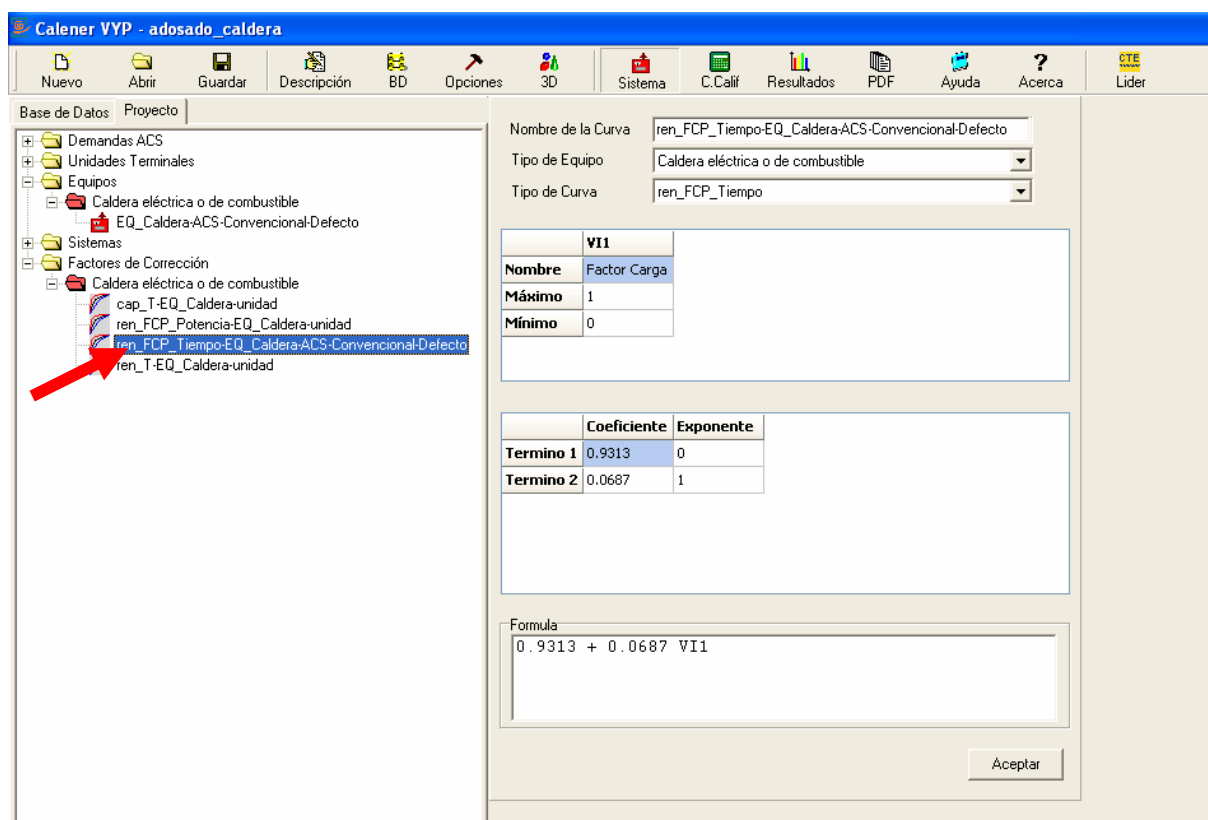 Calener VYP - adosado_caldera
Nuevo Abrir Guardar Descripción BD Opciones 3D Sistema C.Calif Resultados PDF Ayuda ? Acerca CTE Lider
Base de Datos Proyecto
Demandas ACS
Unidades Terminales
Equipos
Caldera eléctrica o de combustible
EQ_Caldera-ACS-Convencional-Defecto
Sistemas
Factores de Corrección
Caldera eléctrica o de combustible
cap_T-EQ_Caldera-unidad
ren_FCP_Potencia-EQ_Caldera-unidad
ren_FCP_Tiempo-EQ_Caldera-ACS-Convencional-Defecto
ren_T-EQ_Caldera-unidad
Nombre de la Curva ren_FCP_Tiempo-EQ_Caldera-ACS-Convencional-Defecto
Tipo de Equipo Caldera eléctrica o de combustible
Tipo de Curva ren_FCP_Tiempo
VI1
Nombre Factor Carga
Máximo 1
Mínimo 0
Coeficiente Exponente
Termino 1 0.9313 0
Termino 2 0.0687 1
Formula
0.9313 + 0.0687 VI1
Aceptar